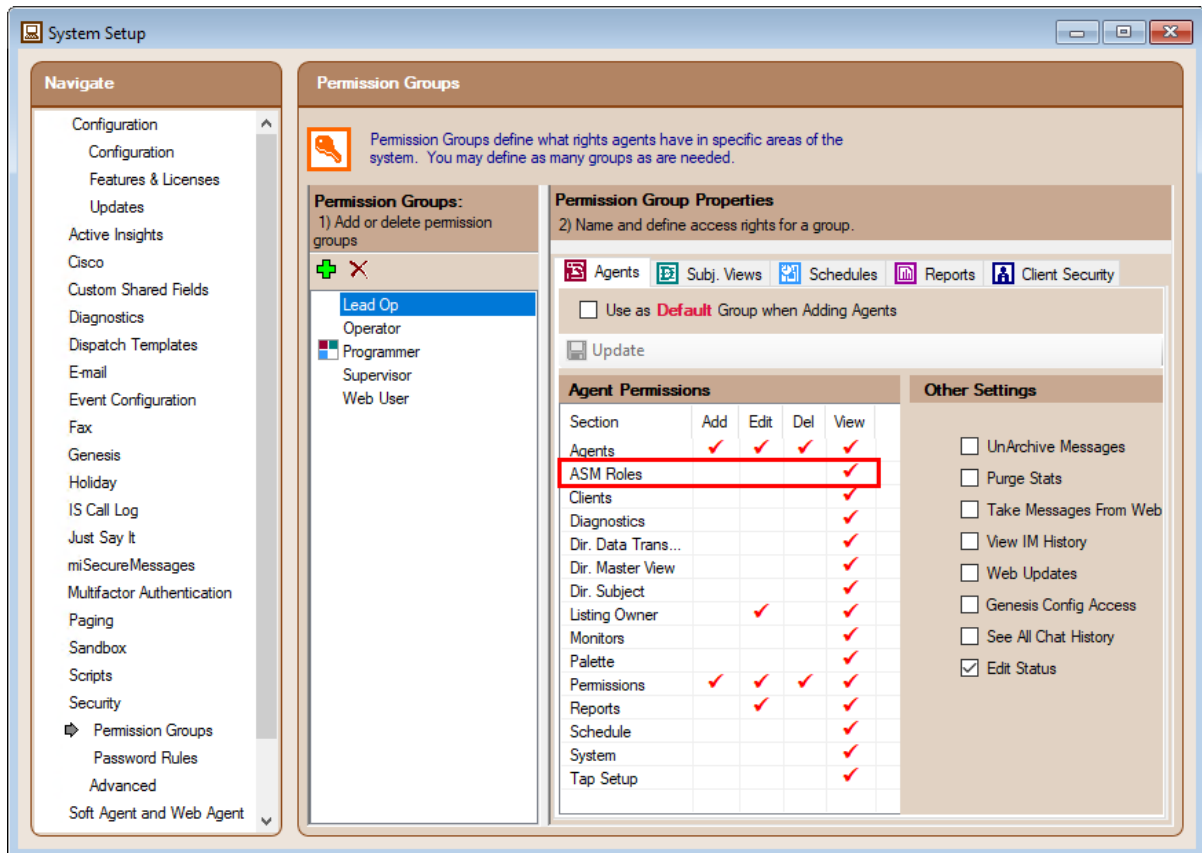 System Setup
Navigate
Configuration
Configuration
Features & Licenses
Updates
Active Insights
Cisco
Custom Shared Fields
Diagnostics
Dispatch Templates
E-mail
Event Configuration
Fax
Genesis
Holiday
IS Call Log
Just Say It
miSecureMessages
Multifactor Authentication
Paging
Sandbox
Scripts
Security
Permission Groups
Password Rules
Advanced
Soft Agent and Web Agent
Permission Groups
Permission Groups define what rights agents have in specific areas of the
system. You may define as many groups as are needed.
Permission Groups:
1) Add or delete permission
groups
Lead Op
Operator
Programmer
Supervisor
Web User
Permission Group Properties
2) Name and define access rights for a group.
Agents Subj. Views Schedules Reports Client Security
Use as Default Group when Adding Agents
Update
Agent Permissions
Section Add Edit Del View
Agents
ASM Roles
Clients
Diagnostics
Dir. Data Trans...
Dir. Master View
Dir. Subject
Listing Owner
Monitors
Palette
Permissions
Reports
Schedule
System
Tap Setup
Other Settings
UnArchive Messages
Purge Stats
Take Messages From Web
View IM History
Web Updates
Genesis Config Access
See All Chat History
Edit Status